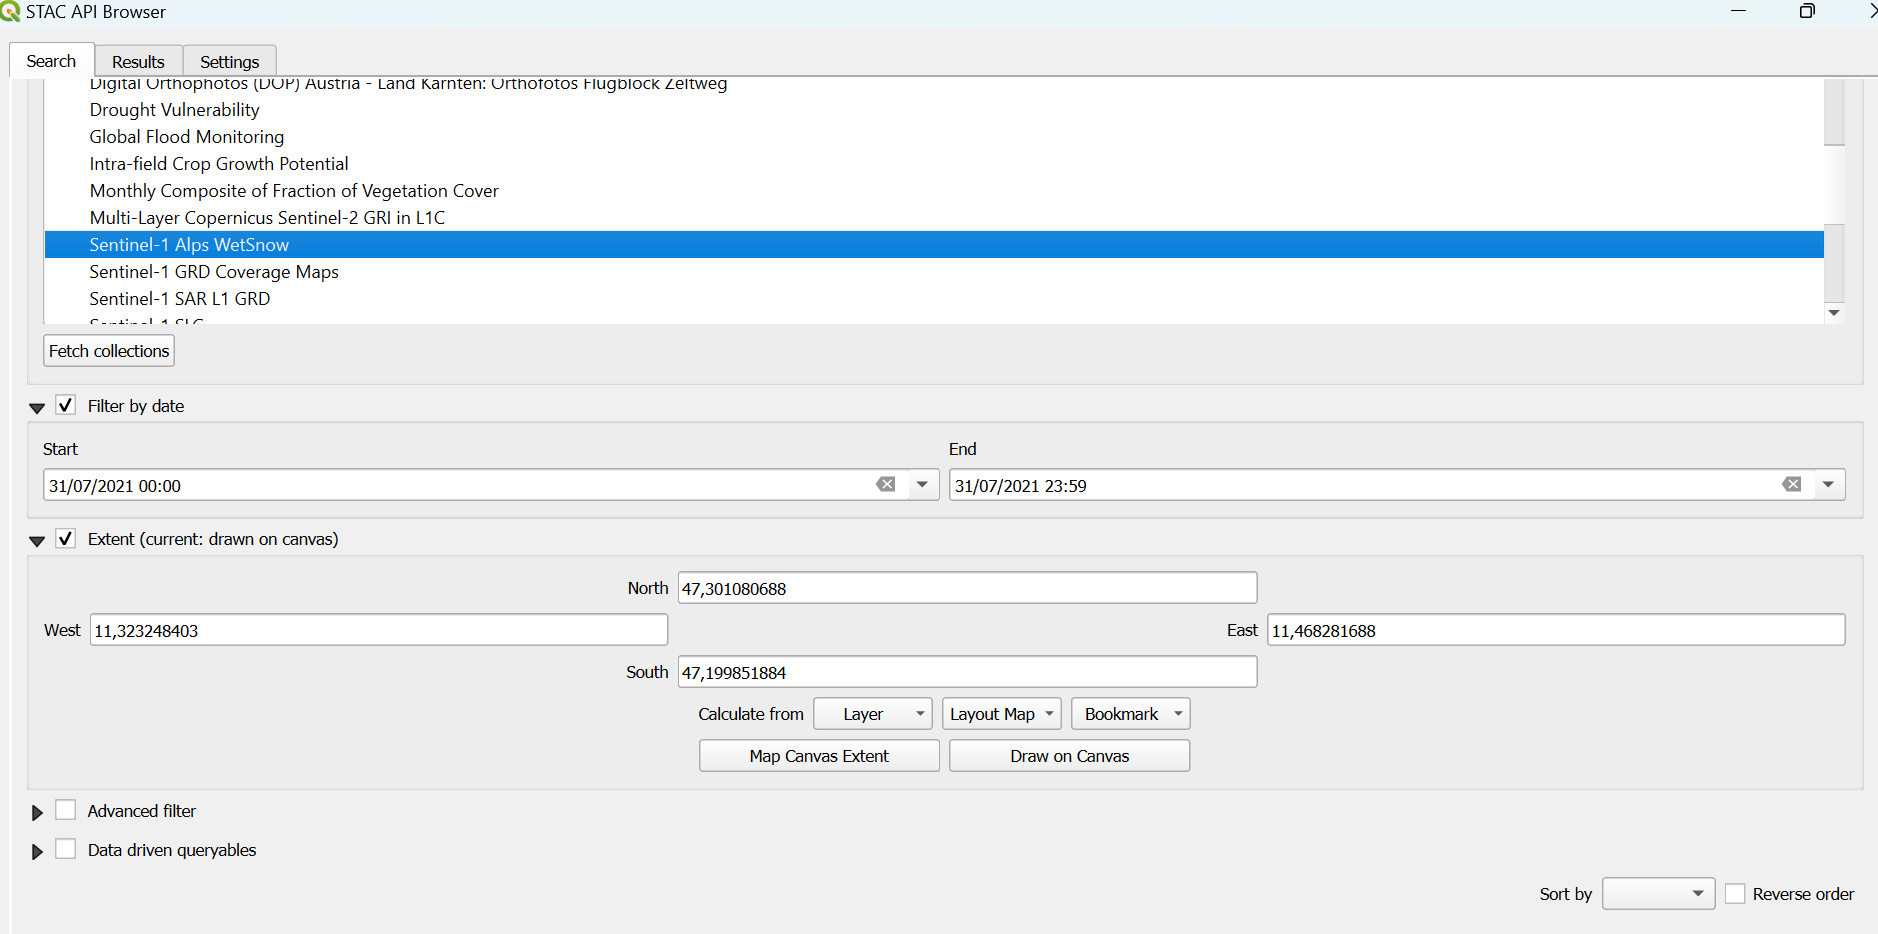 STAC API Browser
Search Results Settings
Digital Orthophotos (DOP) Austria - Land Kärnten: Orthofotos Flugblock Zeltweg
Drought Vulnerability
Global Flood Monitoring
Intra-field Crop Growth Potential
Monthly Composite of Fraction of Vegetation Cover
Multi-Layer Copernicus Sentinel-2 GRI in L1C
Sentinel-1 Alps WetSnow
Sentinel-1 GRD Coverage Maps
Sentinel-1 SAR L1 GRD
Sentinel-1 SLC
Fetch collections
Filter by date
Start End
31/07/2021 00:00 31/07/2021 23:59
Extent (current: drawn on canvas)
North 47,301080688
West 11,323248403 East 11,468281688
South 47,199851884
Calculate from Layer Layout Map Bookmark
Map Canvas Extent Draw on Canvas
Advanced filter
Data driven queryables
Sort by Reverse order